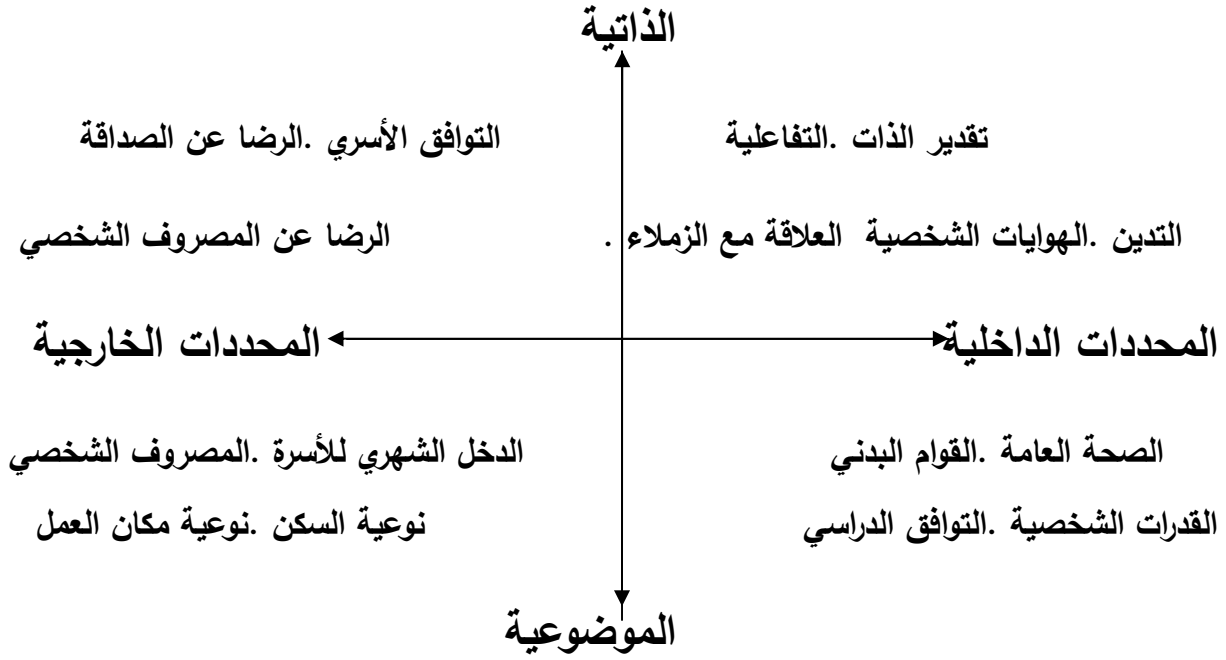 الذاتية
تقدير الذات .التفاعلية
التوافق الأسري .الرضا عن الصداقة
التدين .الهوايات الشخصية العلاقة مع الزملاء .
الرضا عن المصروف الشخصي
المحددات الداخلية
المحددات الخارجية
الصحة العامة .القوام البدني
الدخل الشهري للأسرة .المصروف الشخصي
القدرات الشخصية .التوافق الدراسي
نوعية السكن .نوعية مكان العمل
الموضوعية